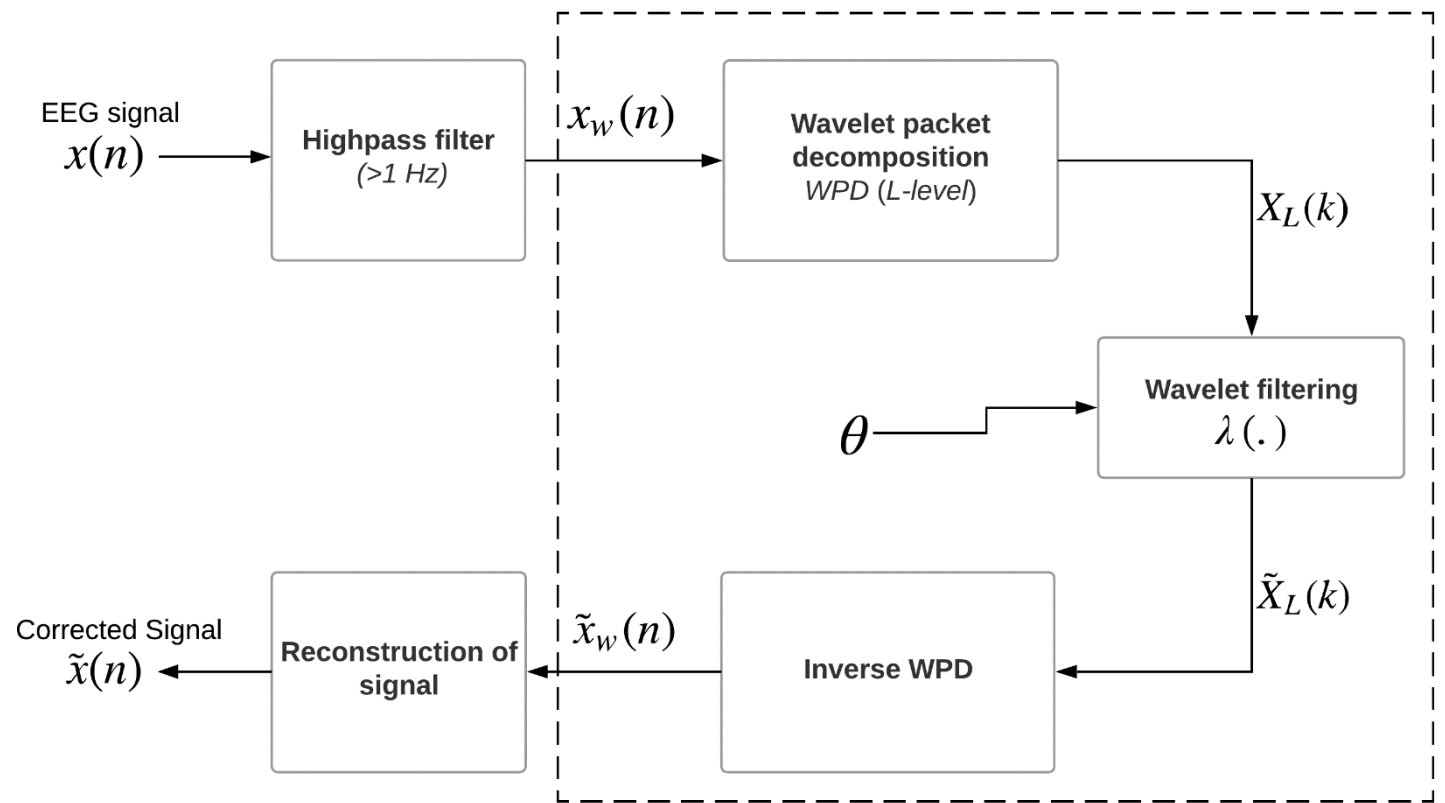 EEG signal
x(n)
Highpass filter
(>1 Hz)
x_w(n)
Wavelet packet
decomposition
WPD (L-level)
X_L(k)
Wavelet filtering
λ(.)
θ
X̃_L(k)
Inverse WPD
x̃_w(n)
Reconstruction of
signal
Corrected Signal
x̃(n)